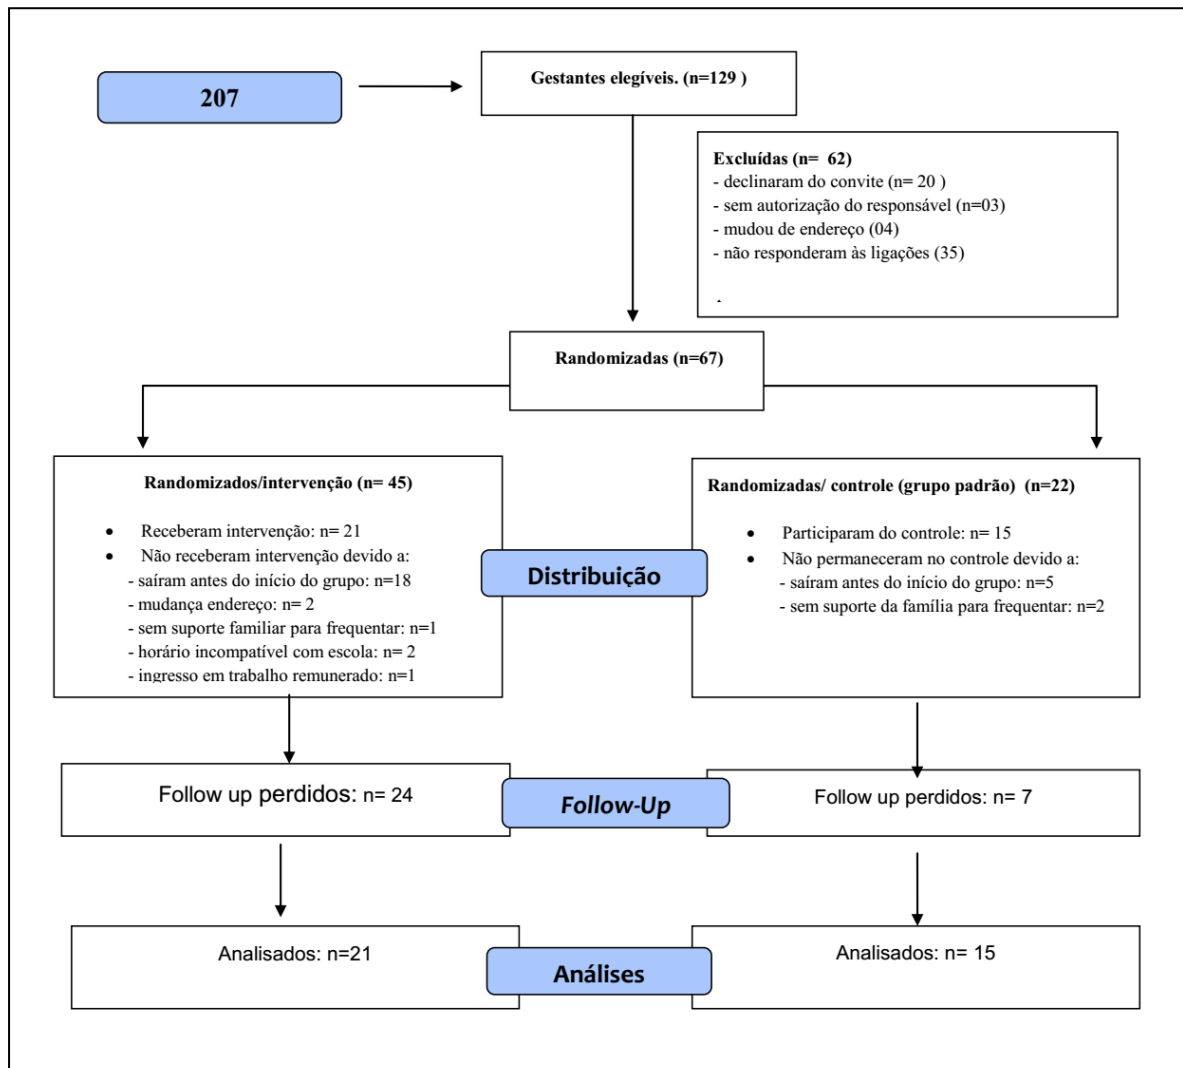 207
Gestantes elegíveis. (n=129 )
Excluídas (n=  62)
- declinaram do convite (n= 20 )
- sem autorização do responsável (n=03)
- mudou de endereço (04)
- não responderam às ligações (35)
.
Randomizadas (n=67)
Randomizados/intervenção (n= 45)
• Receberam intervenção: n= 21
• Não receberam intervenção devido a:
- saíram antes do início do grupo: n=18
- mudança endereço: n= 2
- sem suporte familiar para frequentar: n=1
- horário incompatível com escola: n= 2
- ingresso em trabalho remunerado: n=1
Distribuição
Randomizadas/ controle (grupo padrão)  (n=22)
• Participaram do controle: n= 15
• Não permaneceram no controle devido a:
- saíram antes do início do grupo: n=5
- sem suporte da família para frequentar: n=2
Follow up perdidos: n= 24
Follow-Up
Follow up perdidos: n= 7
Analisados: n=21
Análises
Analisados: n= 15